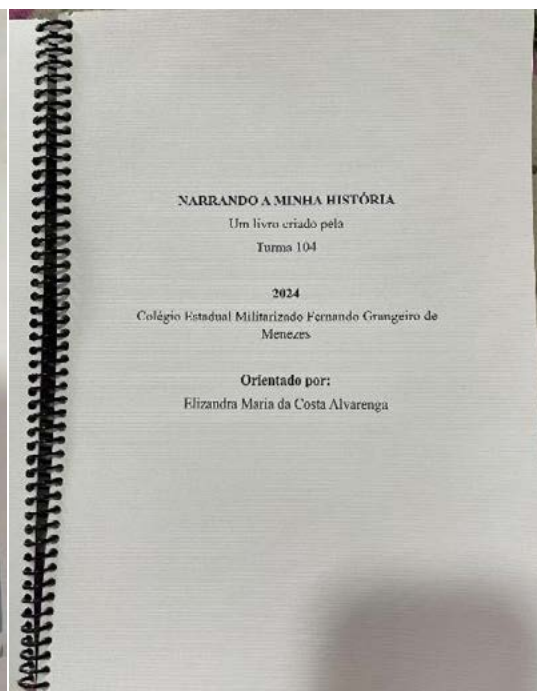 NARRANDO A MINHA HISTÓRIA
Um livro criado pela
Turma 104
2024
Colégio Estadual Militarizado Fernando Grangeiro de
Menezes
Orientado por:
Elizandra Maria da Costa Alvarenga